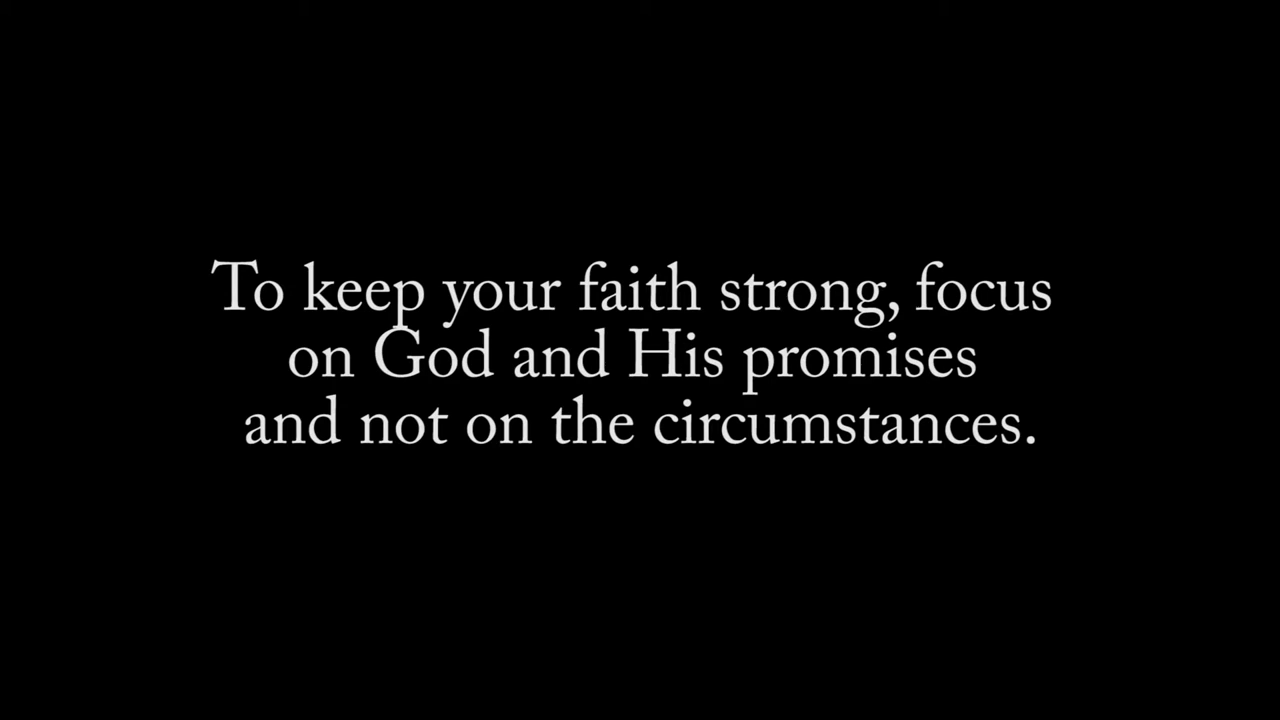 To keep your faith strong, focus
on God and His promises
and not on the circumstances.